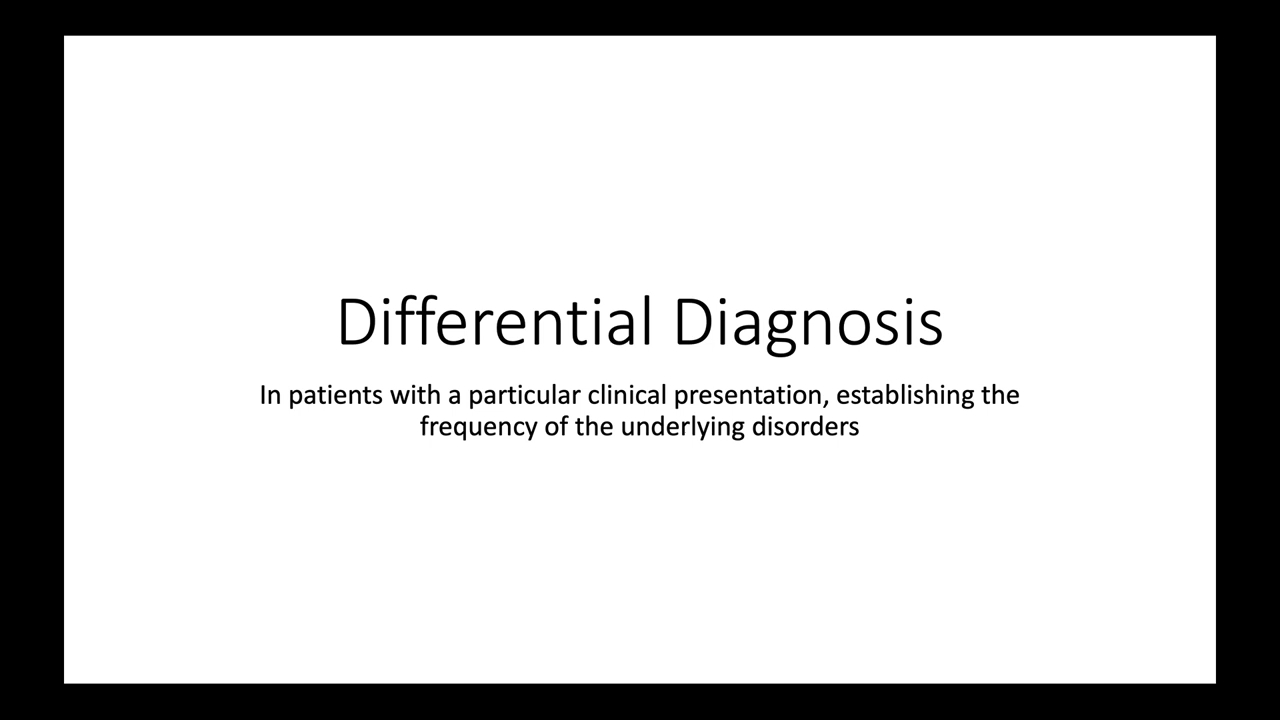 Differential Diagnosis
In patients with a particular clinical presentation, establishing the
frequency of the underlying disorders